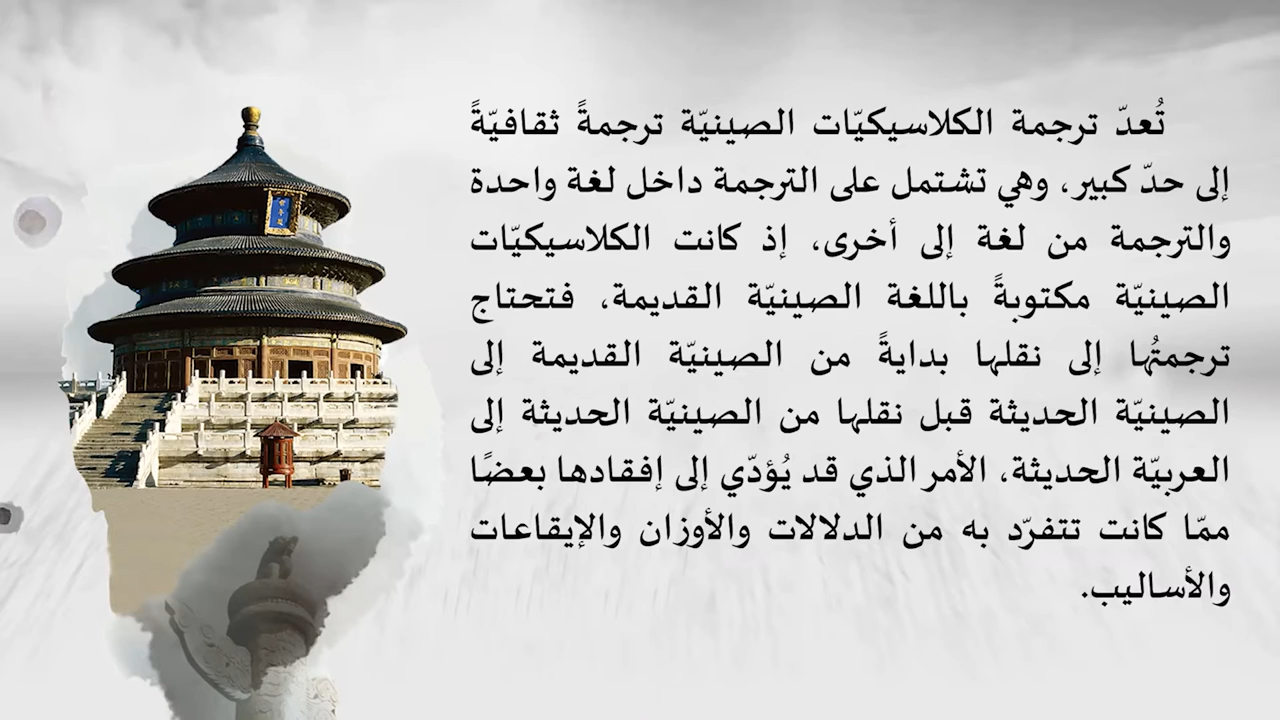 تُعدّ ترجمة الكلاسيكيّات الصينيّة ترجمةً ثقافيّةً
إلى حدّ كبير، وهي تشتمل على الترجمة داخل لغة واحدة
والترجمة من لغة إلى أخرى، إذ كانت الكلاسيكيّات
الصينيّة مكتوبةً باللغة الصينيّة القديمة، فتحتاج
ترجمتُها إلى نقلها بدايةً من الصينيّة القديمة إلى
الصينيّة الحديثة قبل نقلها من الصينيّة الحديثة إلى
العربيّة الحديثة، الأمر الذي قد يُؤدّي إلى إفقادها بعضًا
ممّا كانت تتفرّد به من الدلالات والأوزان والإيقاعات
والأساليب.